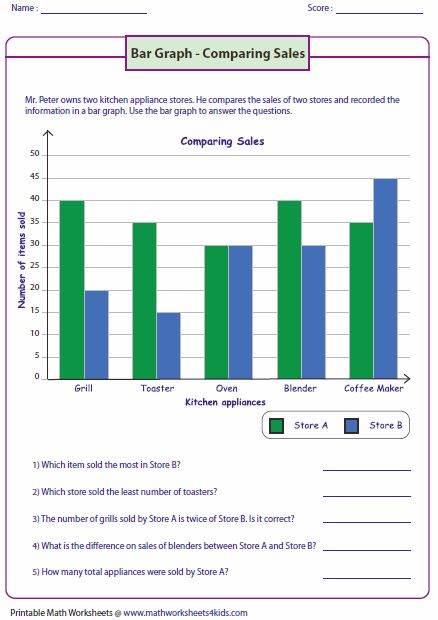 Name :
Score :
Bar Graph - Comparing Sales
Mr. Peter owns two kitchen appliance stores. He compares the sales of two stores and recorded the
information in a bar graph. Use the bar graph to answer the questions.
Comparing Sales
Number of items sold
50
45
40
35
30
25
20
15
10
5
0
Grill Toaster Oven Blender Coffee Maker
Kitchen appliances
Store A Store B
1) Which item sold the most in Store B?
2) Which store sold the least number of toasters?
3) The number of grills sold by Store A is twice of Store B. Is it correct?
4) What is the difference on sales of blenders between Store A and Store B?
5) How many total appliances were sold by Store A?
Printable Math Worksheets @ www.mathworksheets4kids.com